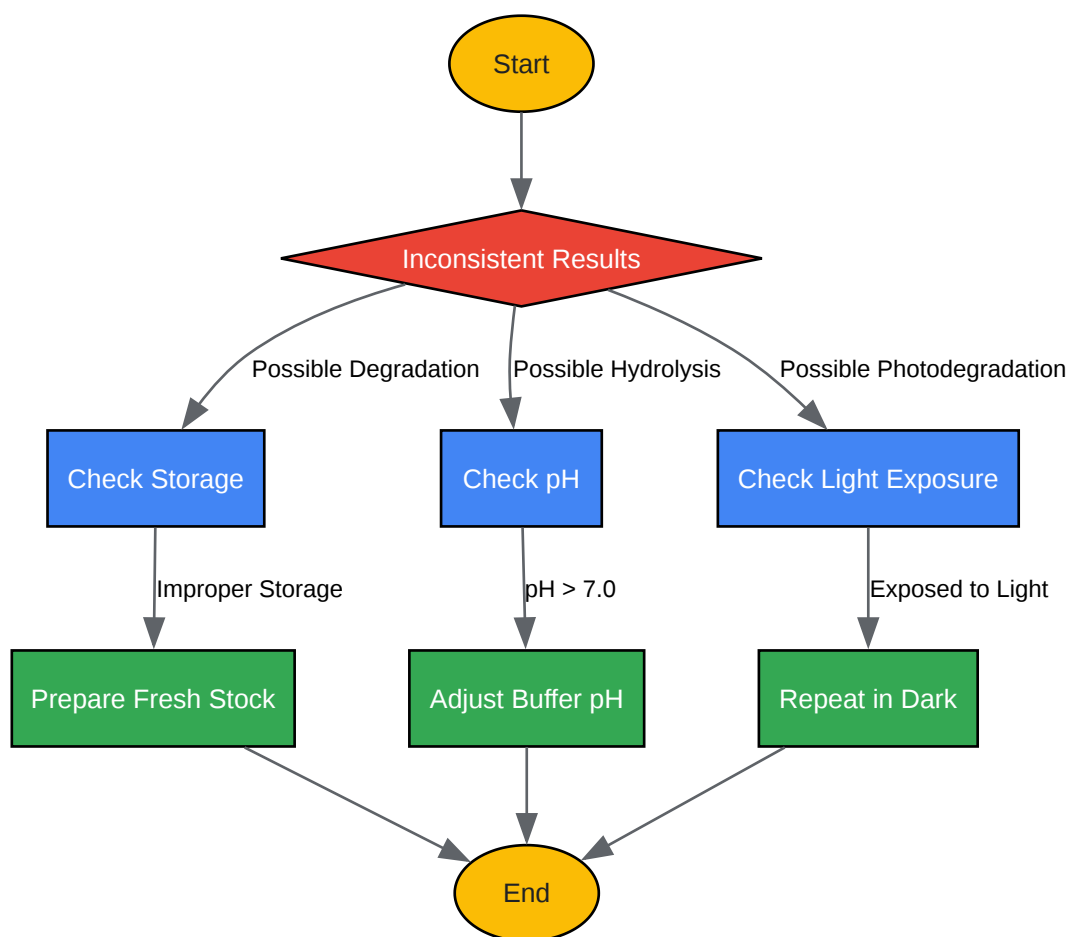 Start
Inconsistent Results
Possible Degradation
Possible Hydrolysis
Possible Photodegradation
Check Storage
Check pH
Check Light Exposure
Improper Storage
pH > 7.0
Exposed to Light
Prepare Fresh Stock
Adjust Buffer pH
Repeat in Dark
End